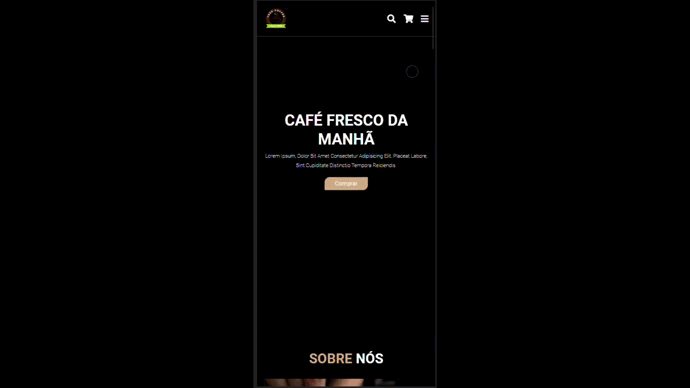 CAFÉ FRESCO DA
MANHÃ
Lorem Ipsum, Dolor Sit Amet Consectetur Adipisicing Elit. Placeat Labore,
Sint Cupiditate Distinctio Tempora Reiciendis.
Comprar
SOBRE NÓS